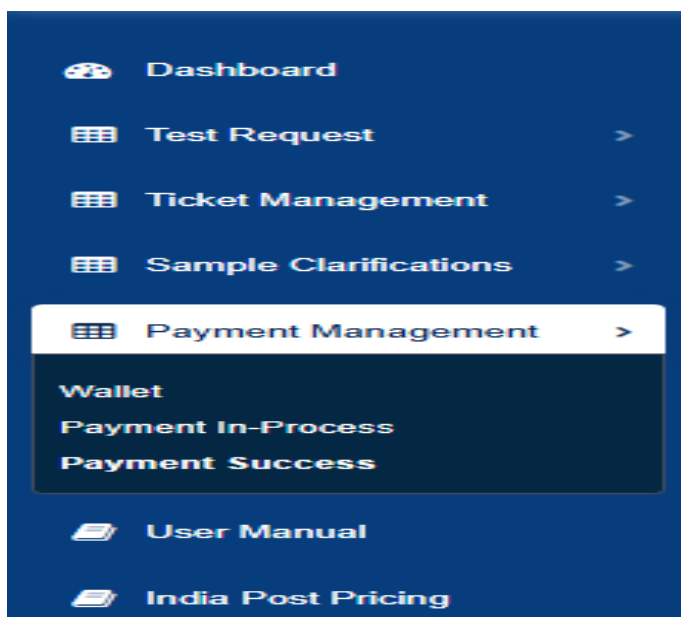 Dashboard
Test Request
Ticket Management
Sample Clarifications
Payment Management
Wallet
Payment In-Process
Payment Success
User Manual
India Post Pricing